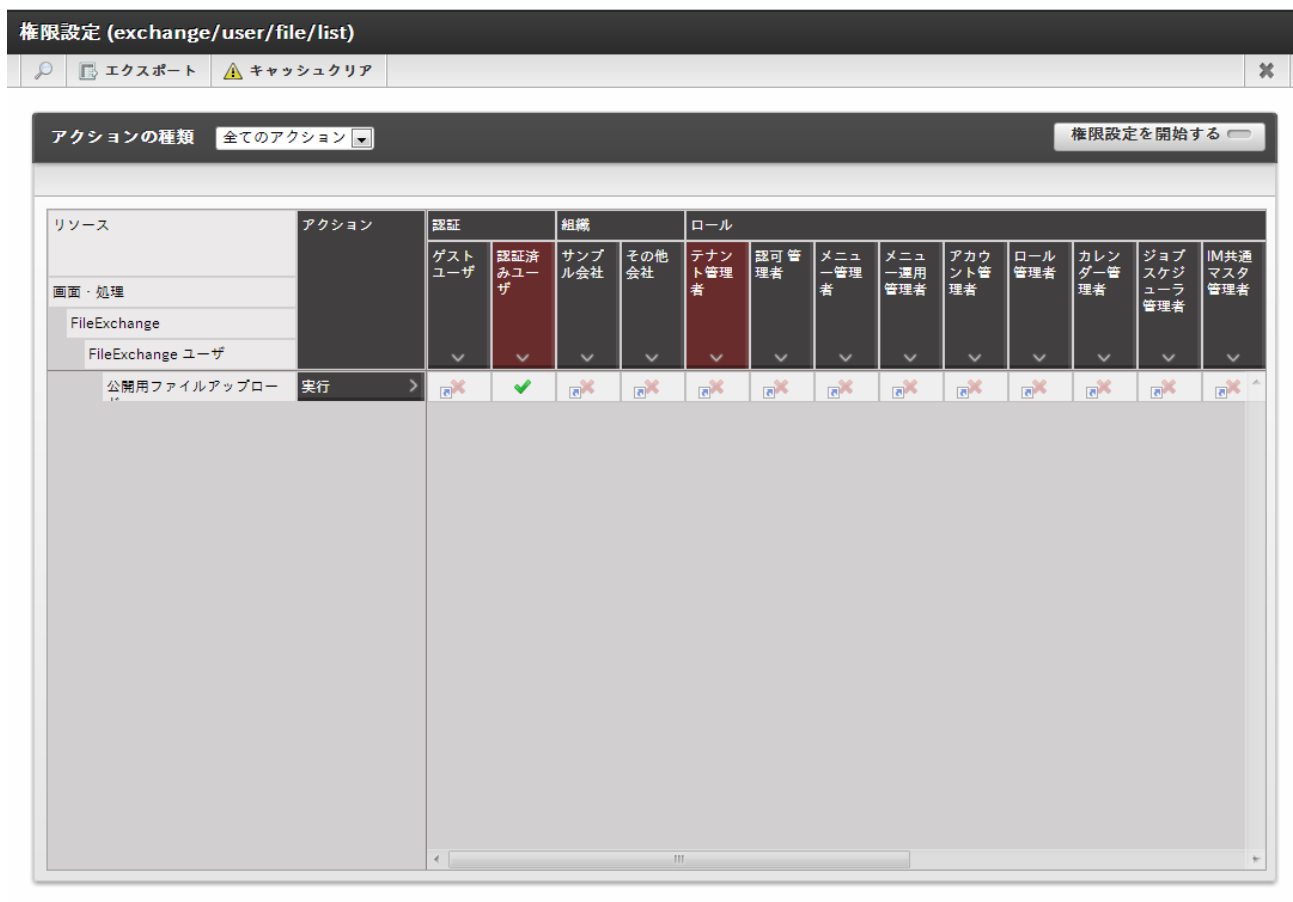 権限設定 (exchange/user/file/list)
エクスポート キャッシュクリア
アクションの種類 全てのアクション 権限設定を開始する
リソース アクション 認証 組織 ロール
画面・処理
FileExchange
FileExchange ユーザ
ゲスト
ユーザ
認証済
みユー
ザ
サンプ
ル会社
その他
会社
テナン
ト管理
者
認可 管
理者
メニュ
ー管理
者
メニュ
ー運用
管理者
アカウ
ント管
理者
ロール
管理者
カレン
ダー管
理者
ジョブ
スケジ
ューラ
管理者
IM共通
マスタ
管理者
公開用ファイルアップロー 実行